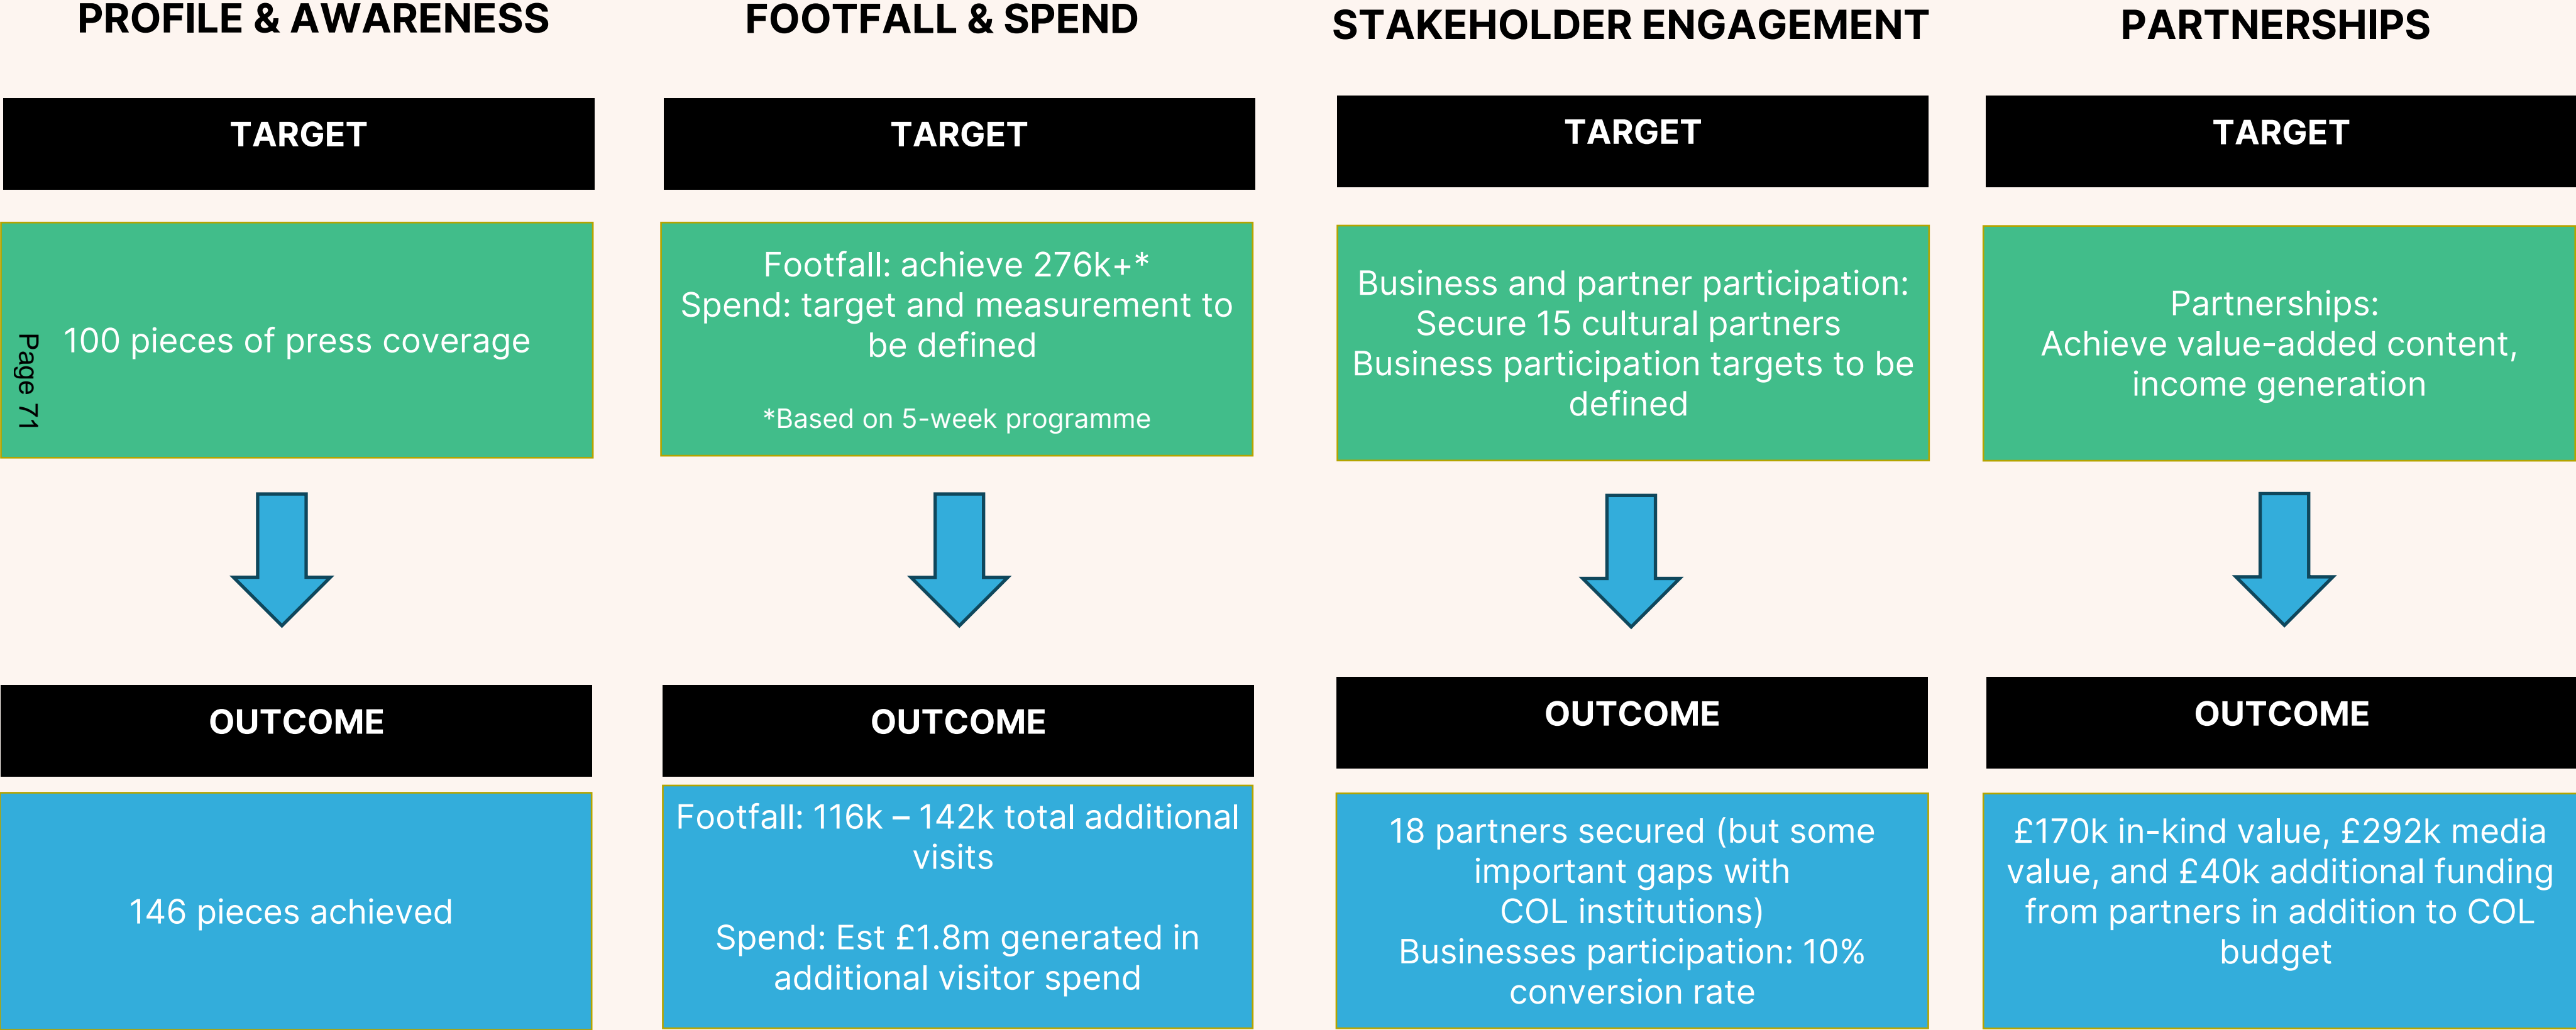 PROFILE & AWARENESS
TARGET
100 pieces of press coverage
Page 71
OUTCOME
146 pieces achieved
FOOTFALL & SPEND
TARGET
Footfall: achieve 276k+*
Spend: target and measurement to
be defined
*Based on 5-week programme
OUTCOME
Footfall: 116k – 142k total additional
visits
Spend: Est £1.8m generated in
additional visitor spend
STAKEHOLDER ENGAGEMENT
TARGET
Business and partner participation:
Secure 15 cultural partners
Business participation targets to be
defined
OUTCOME
18 partners secured (but some
important gaps with
COL institutions)
Businesses participation: 10%
conversion rate
PARTNERSHIPS
TARGET
Partnerships:
Achieve value-added content,
income generation
OUTCOME
£170k in-kind value, £292k media
value, and £40k additional funding
from partners in addition to COL
budget